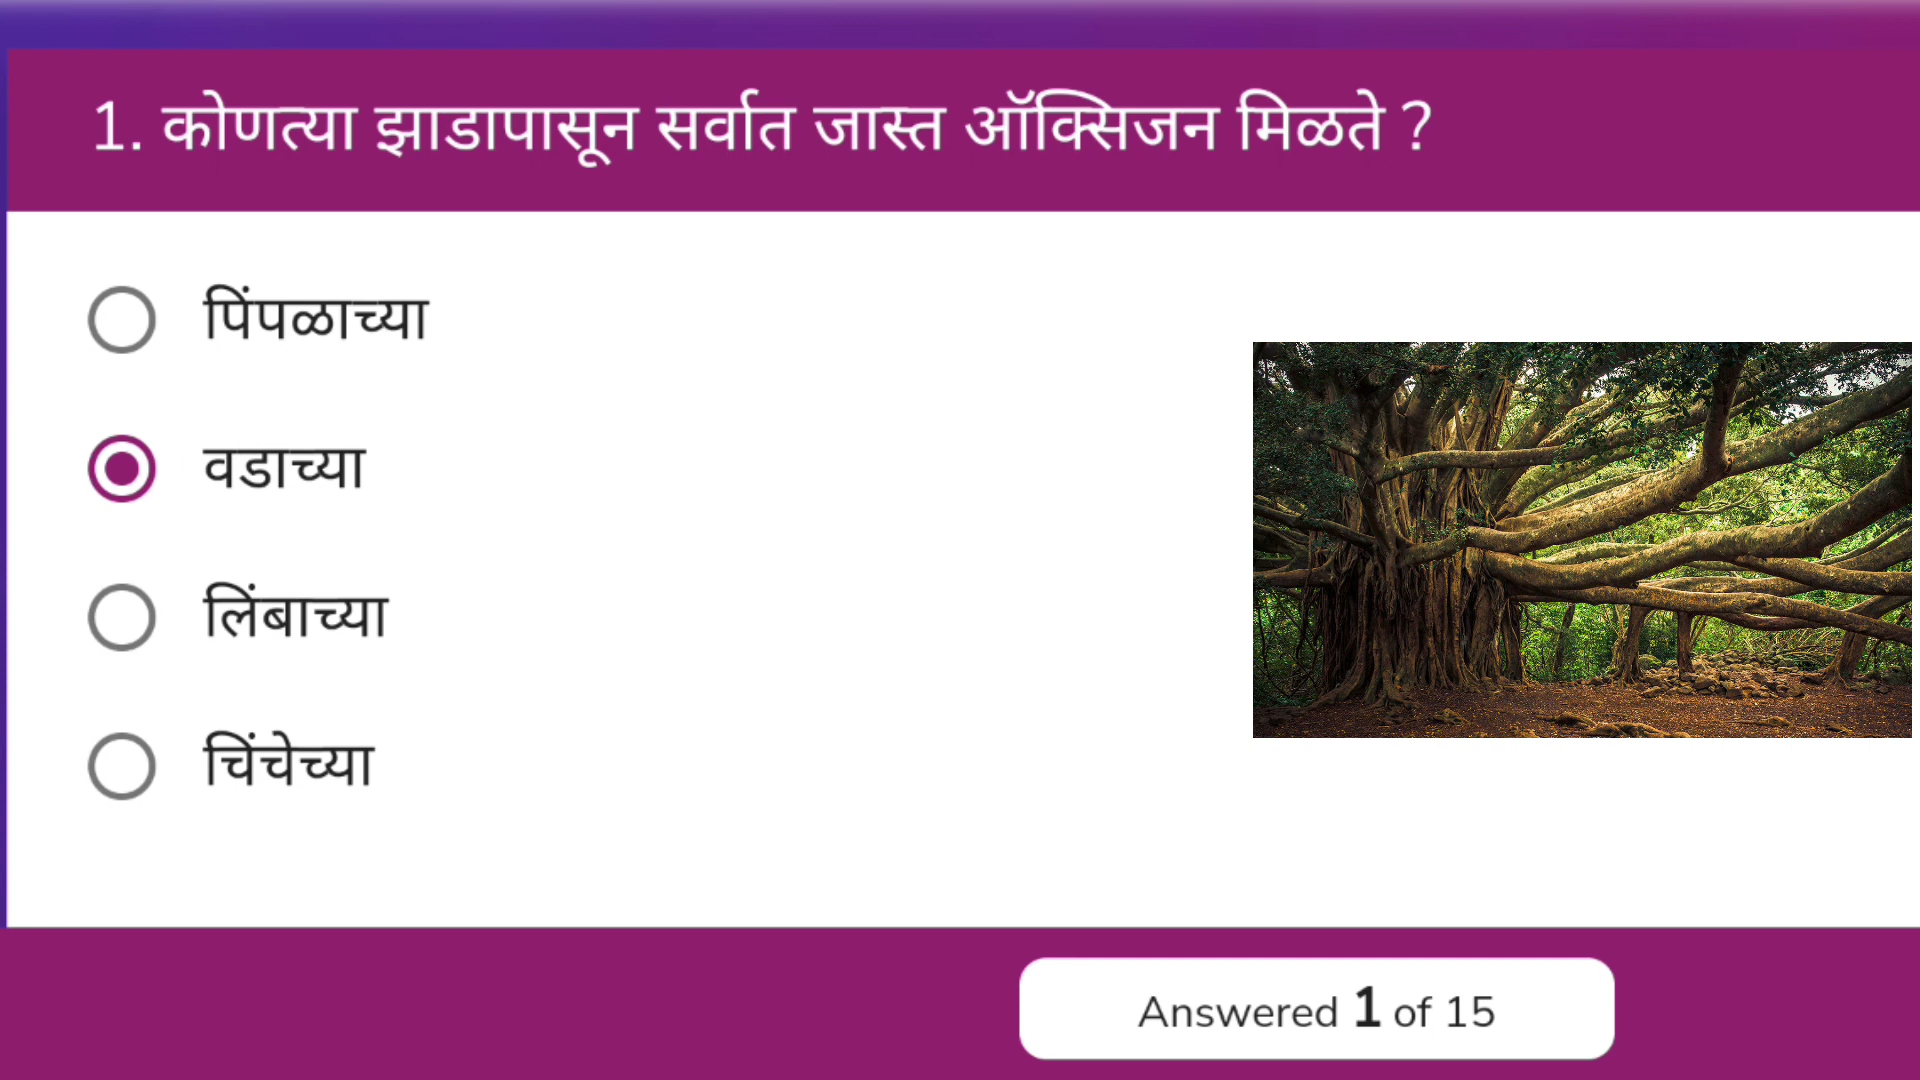 1. कोणत्या झाडापासून सर्वात जास्त ऑक्सिजन मिळते ?
पिंपळाच्या
वडाच्या
लिंबाच्या
चिंचेच्या
Answered 1 of 15